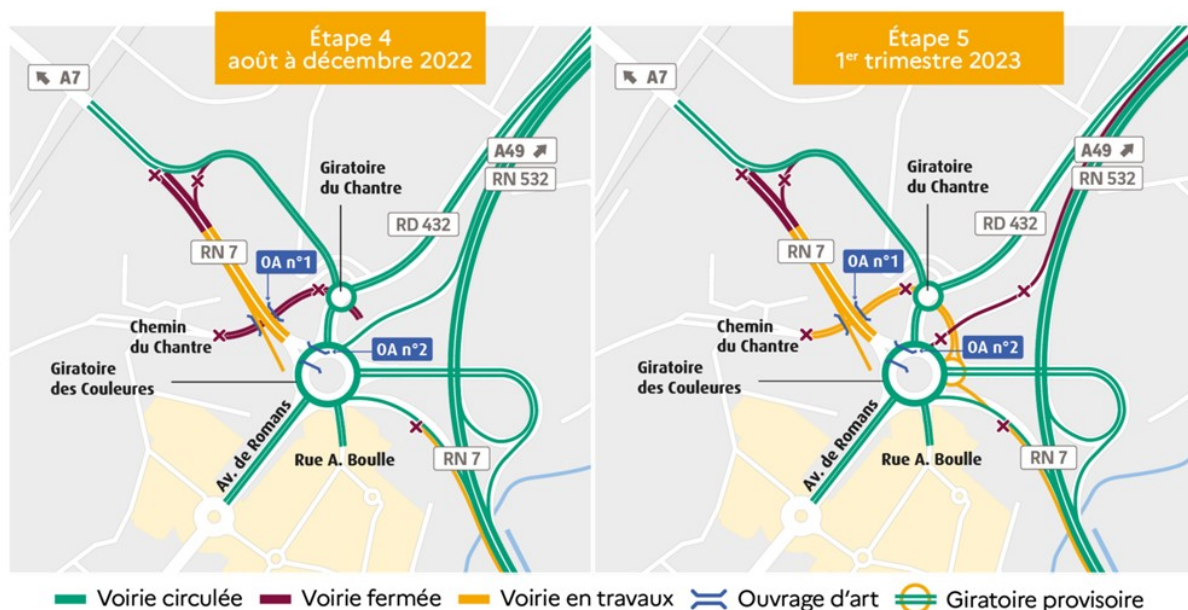 Étape 4
août à décembre 2022
A7
Giratoire
du Chantre
A49
RN 532
RD 432
RN 7
OA n°1
Chemin
du Chantre
OA n°2
Giratoire
des Couleures
Av. de Romans
Rue A. Boulle
RN 7
Étape 5
1er trimestre 2023
A7
Giratoire
du Chantre
A49
RN 532
RD 432
RN 7
OA n°1
Chemin
du Chantre
OA n°2
Giratoire
des Couleures
Av. de Romans
Rue A. Boulle
RN 7
Voirie circulée Voirie fermée Voirie en travaux Ouvrage d'art Giratoire provisoire